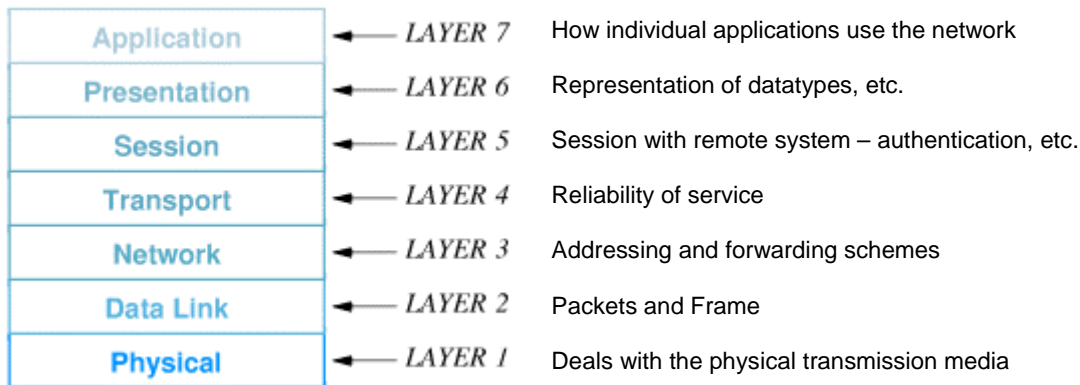 Application LAYER 7 How individual applications use the network
Presentation LAYER 6 Representation of datatypes, etc.
Session LAYER 5 Session with remote system – authentication, etc.
Transport LAYER 4 Reliability of service
Network LAYER 3 Addressing and forwarding schemes
Data Link LAYER 2 Packets and Frame
Physical LAYER 1 Deals with the physical transmission media